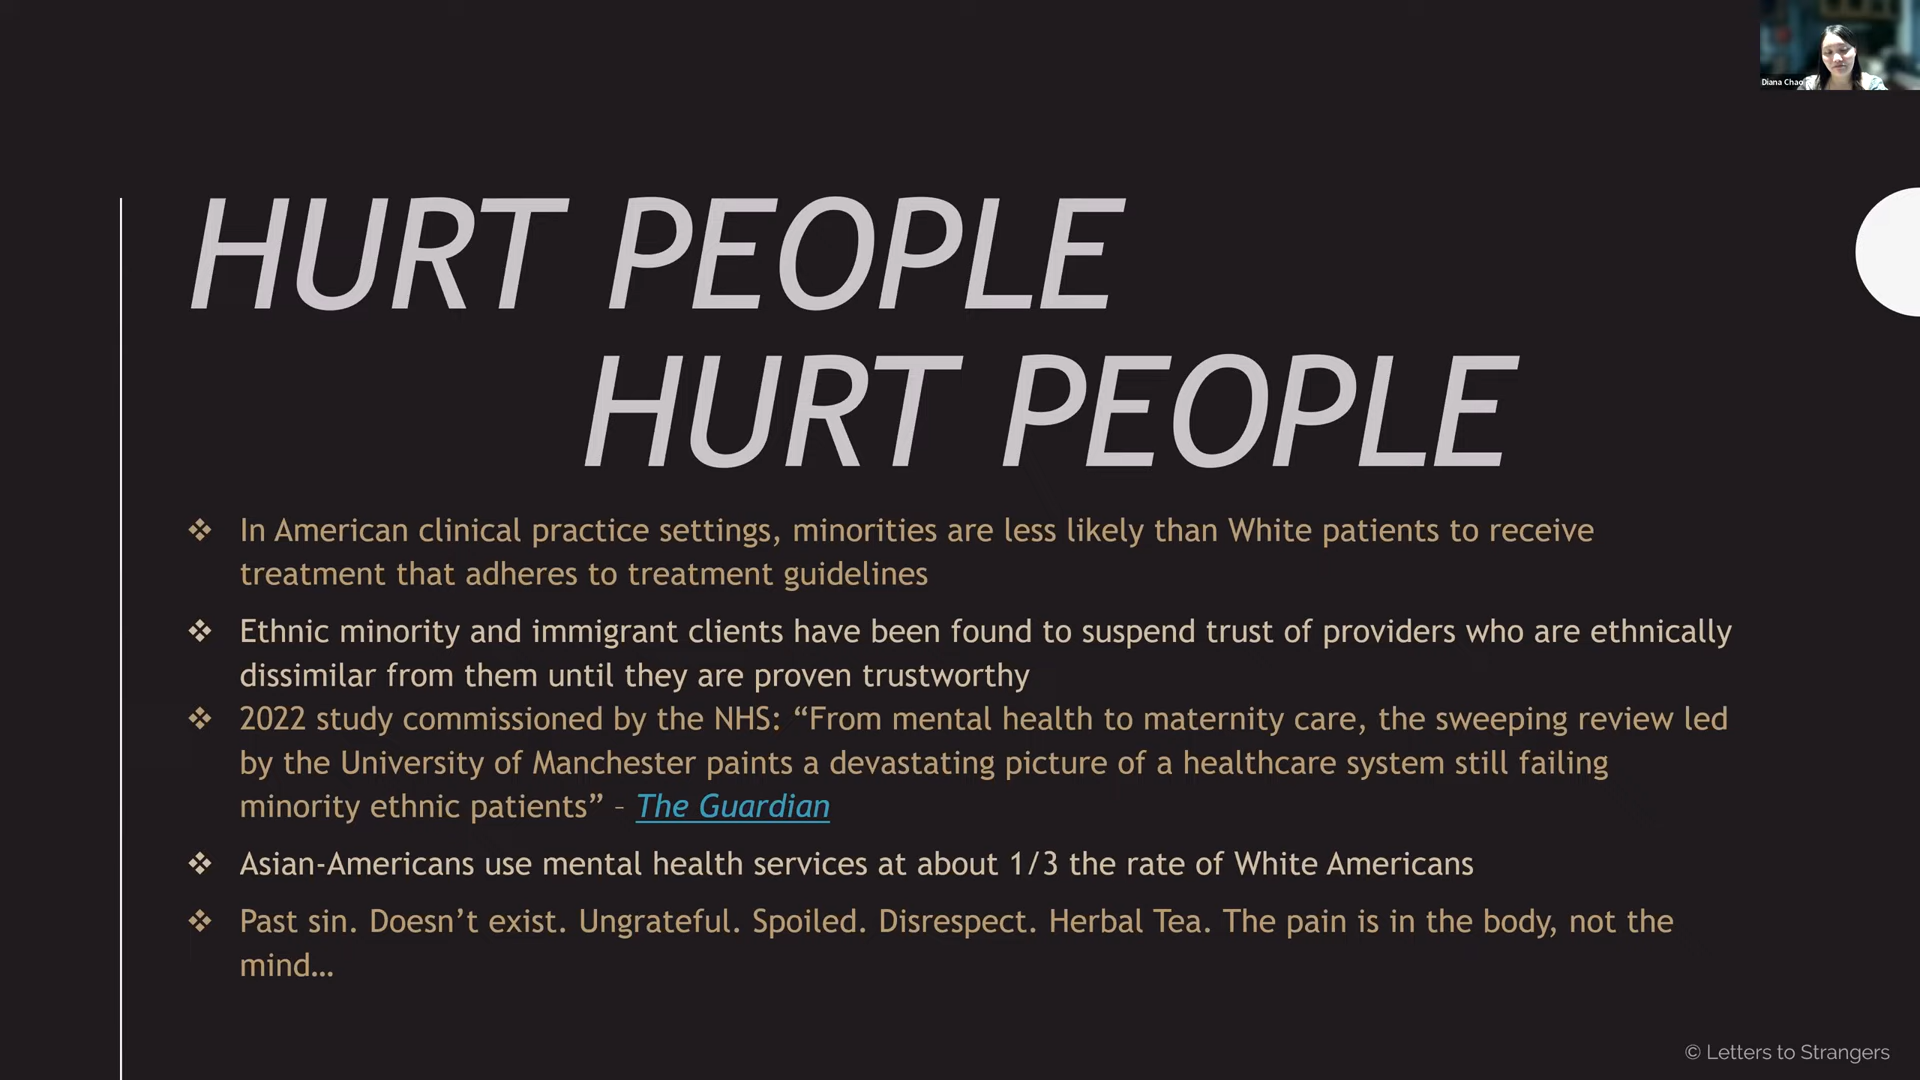 Diana Chao
HURT PEOPLE
HURT PEOPLE
❖ In American clinical practice settings, minorities are less likely than White patients to receive
treatment that adheres to treatment guidelines
❖ Ethnic minority and immigrant clients have been found to suspend trust of providers who are ethnically
dissimilar from them until they are proven trustworthy
❖ 2022 study commissioned by the NHS: “From mental health to maternity care, the sweeping review led
by the University of Manchester paints a devastating picture of a healthcare system still failing
minority ethnic patients” – The Guardian
❖ Asian-Americans use mental health services at about 1/3 the rate of White Americans
❖ Past sin. Doesn’t exist. Ungrateful. Spoiled. Disrespect. Herbal Tea. The pain is in the body, not the
mind…
© Letters to Strangers